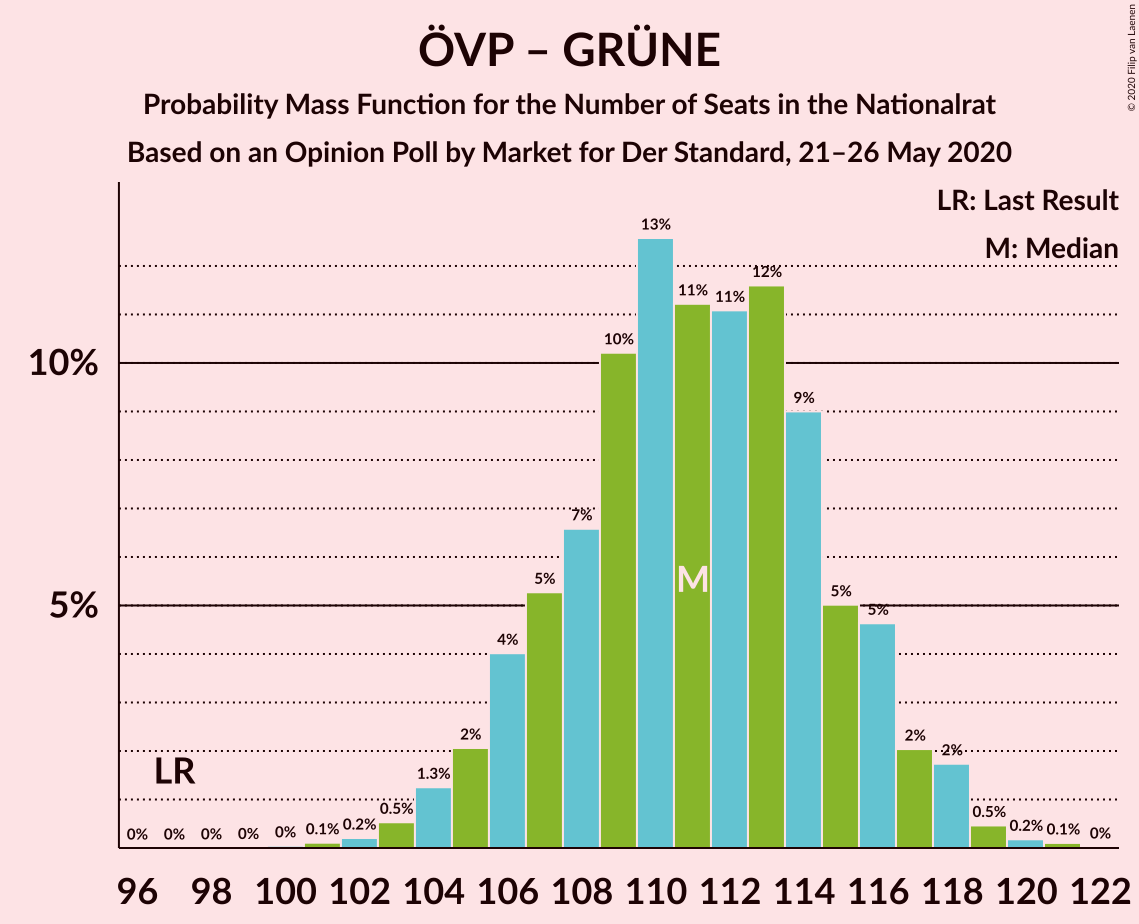 ÖVP – GRÜNE
Probability Mass Function for the Number of Seats in the Nationalrat
Based on an Opinion Poll by Market for Der Standard, 21–26 May 2020
© 2020 Filip van Laenen
LR: Last Result
M: Median
10%
5%
LR
M
0% 0% 0% 0% 0% 0.1% 0.2% 0.5% 1.3% 2% 4% 5% 7% 10% 13% 11% 11% 12% 9% 5% 5% 2% 2% 0.5% 0.2% 0.1% 0%
96 98 100 102 104 106 108 110 112 114 116 118 120 122